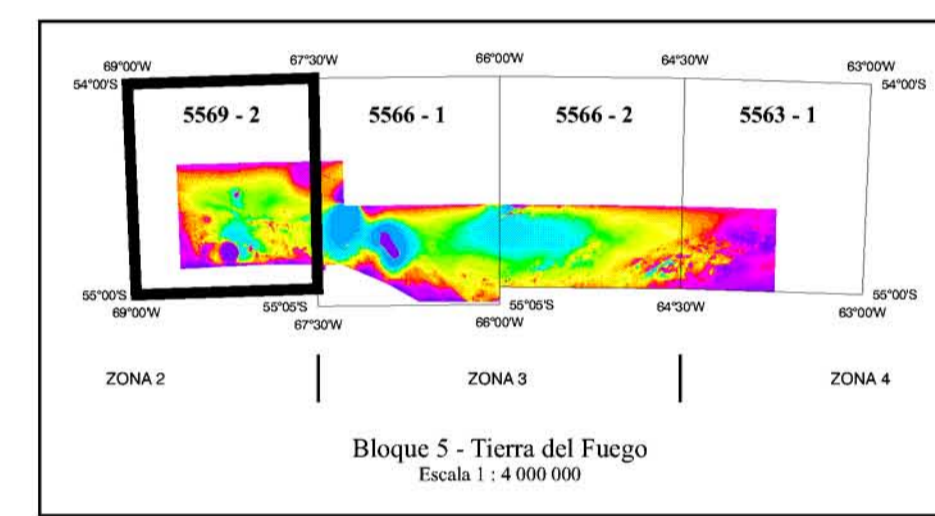 69°00'W 67°30'W 66°00'W 64°30'W 63°00'W
54°00'S 54°00'S
5569 - 2 5566 - 1 5566 - 2 5563 - 1
55°00'S 55°00'S
69°00'W 55°05'S 67°30'W 66°00'W 55°05'S 64°30'W 63°00'W
ZONA 2 ZONA 3 ZONA 4
Bloque 5 - Tierra del Fuego
Escala 1 : 4 000 000